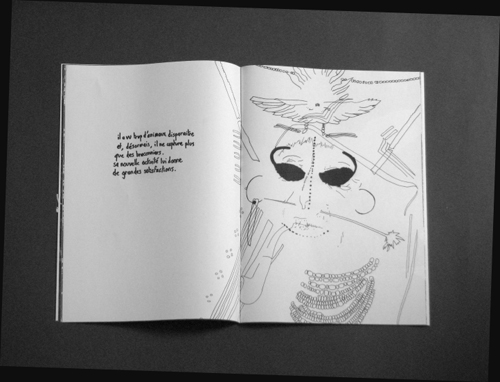 il a vu trop d'animaux disparaître
et, désormais, il ne capture plus
que des braconniers.
sa nouvelle activité lui donne
de grandes satisfactions.